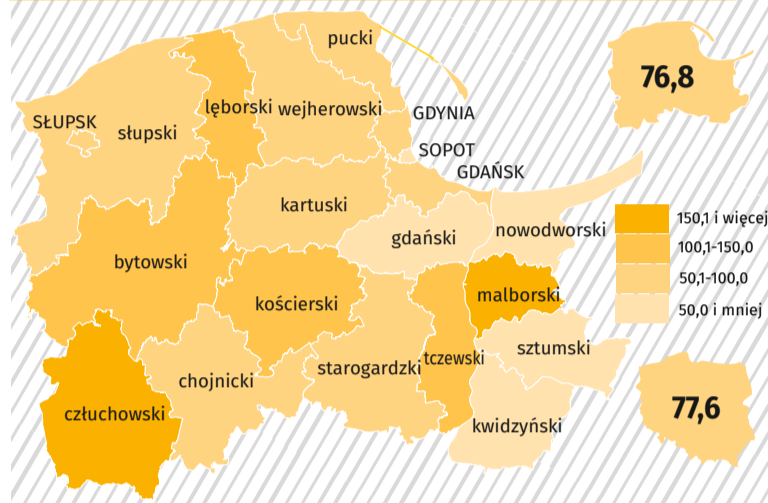 pucki
76,8
lęborski
wejherowski
GDYNIA
SŁUPSK
słupski
SOPOT
GDAŃSK
kartuski
gdański
nowodworski
150,1 i więcej
100,1-150,0
50,1-100,0
50,0 i mniej
bytowski
kościerski
malborski
sztumski
tczewski
starogardzki
chojnicki
człuchowski
kwidzyński
77,6